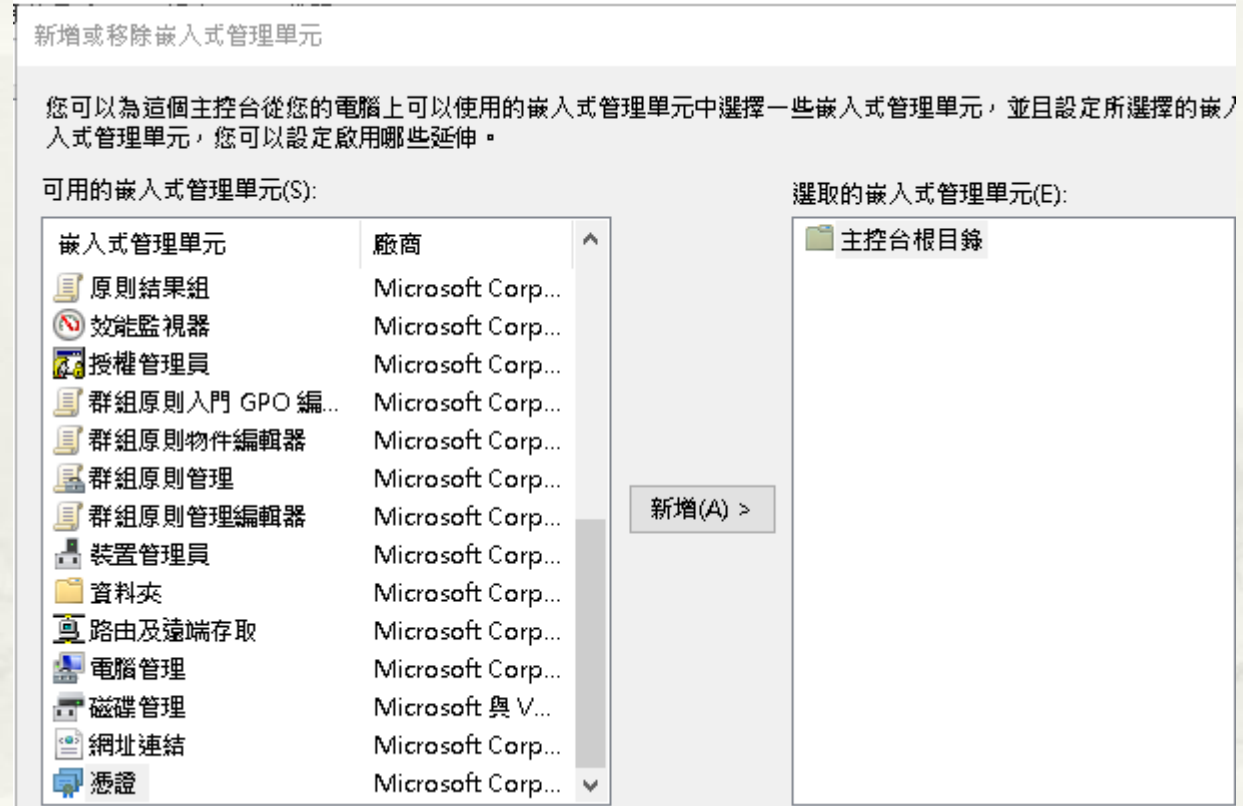 新增或移除嵌入式管理單元
您可以為這個主控台從您的電腦上可以使用的嵌入式管理單元中選擇一些嵌入式管理單元，並且設定所選擇的嵌入
入式管理單元，您可以設定啟用哪些延伸。
可用的嵌入式管理單元(S):
選取的嵌入式管理單元(E):
嵌入式管理單元 廠商
主控台根目錄
原則結果組 Microsoft Corp...
效能監視器 Microsoft Corp...
授權管理員 Microsoft Corp...
群組原則入門 GPO 編... Microsoft Corp...
群組原則物件編輯器 Microsoft Corp...
群組原則管理 Microsoft Corp...
新增(A) >
群組原則管理編輯器 Microsoft Corp...
裝置管理員 Microsoft Corp...
資料夾 Microsoft Corp...
路由及遠端存取 Microsoft Corp...
電腦管理 Microsoft Corp...
磁碟管理 Microsoft 與 V...
網址連結 Microsoft Corp...
憑證 Microsoft Corp...